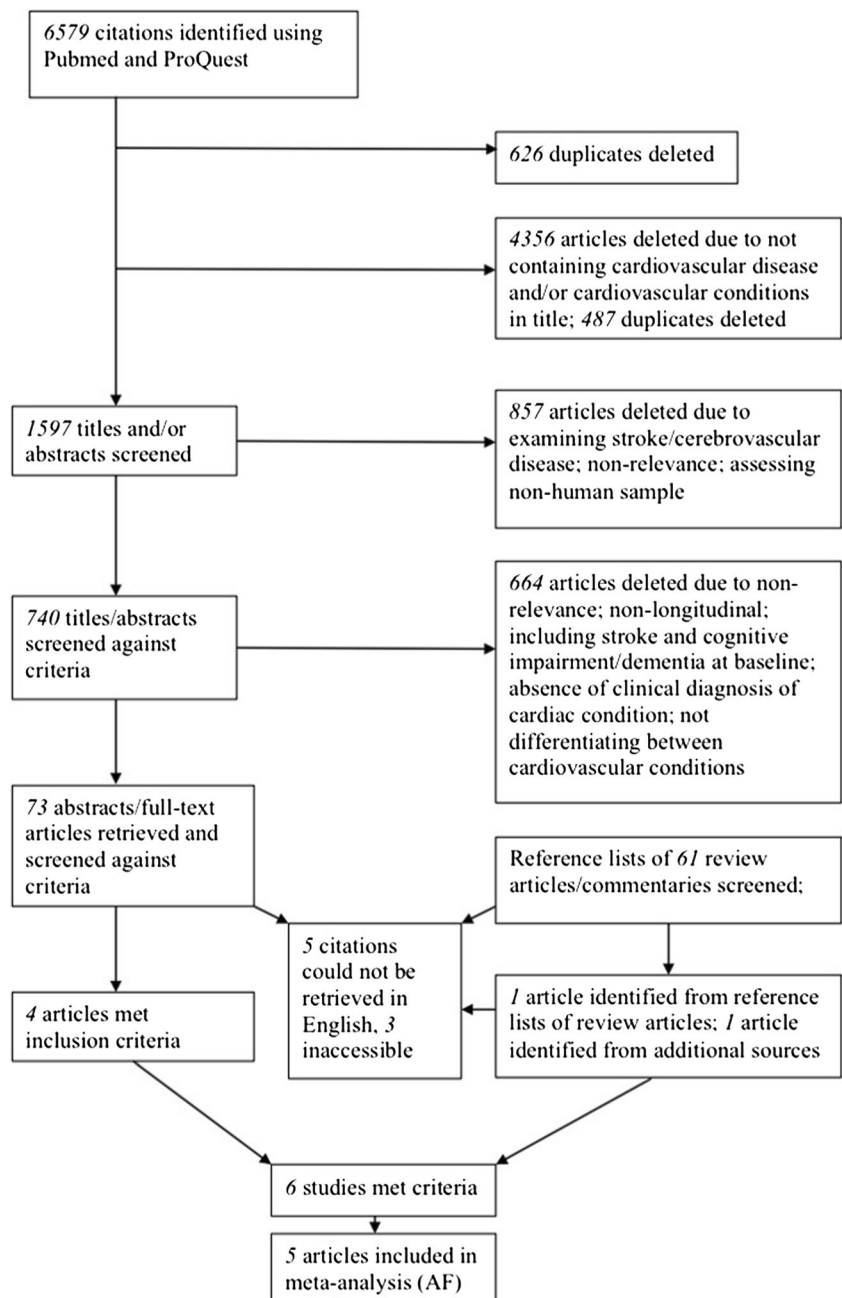 6579 citations identified using
Pubmed and ProQuest
626 duplicates deleted
4356 articles deleted due to not
containing cardiovascular disease
and/or cardiovascular conditions
in title; 487 duplicates deleted
1597 titles and/or
abstracts screened
857 articles deleted due to
examining stroke/cerebrovascular
disease; non-relevance; assessing
non-human sample
740 titles/abstracts
screened against
criteria
664 articles deleted due to non-
relevance; non-longitudinal;
including stroke and cognitive
impairment/dementia at baseline;
absence of clinical diagnosis of
cardiac condition; not
differentiating between
cardiovascular conditions
73 abstracts/full-text
articles retrieved and
screened against
criteria
Reference lists of 61 review
articles/commentaries screened;
5 citations
could not be
retrieved in
English, 3
inaccessible
4 articles met
inclusion criteria
1 article identified from reference
lists of review articles; 1 article
identified from additional sources
6 studies met criteria
5 articles included in
meta-analysis (AF)